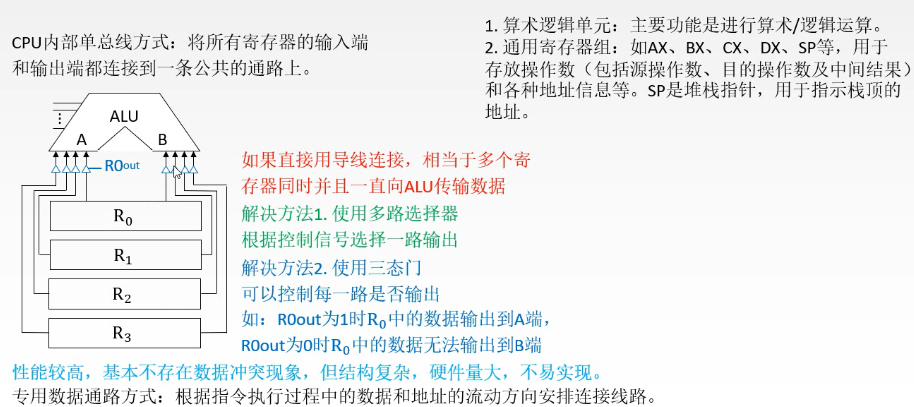 CPU内部单总线方式：将所有寄存器的输入端
和输出端都连接到一条公共的通路上。
1. 算术逻辑单元：主要功能是进行算术/逻辑运算。
2. 通用寄存器组：如AX、BX、CX、DX、SP等，用于
存放操作数（包括源操作数、目的操作数及中间结果）
和各种地址信息等。SP是堆栈指针，用于指示栈顶的
地址。
ALU
A B
R0out
R₀
R₁
R₂
R₃
如果直接用导线连接，相当于多个寄
存器同时并且一直向ALU传输数据
解决方法1. 使用多路选择器
根据控制信号选择一路输出
解决方法2. 使用三态门
可以控制每一路是否输出
如：R0out为1时R₀中的数据输出到A端，
R0out为0时R₀中的数据无法输出到B端
性能较高，基本不存在数据冲突现象，但结构复杂，硬件量大，不易实现。
专用数据通路方式：根据指令执行过程中的数据和地址的流动方向安排连接线路。